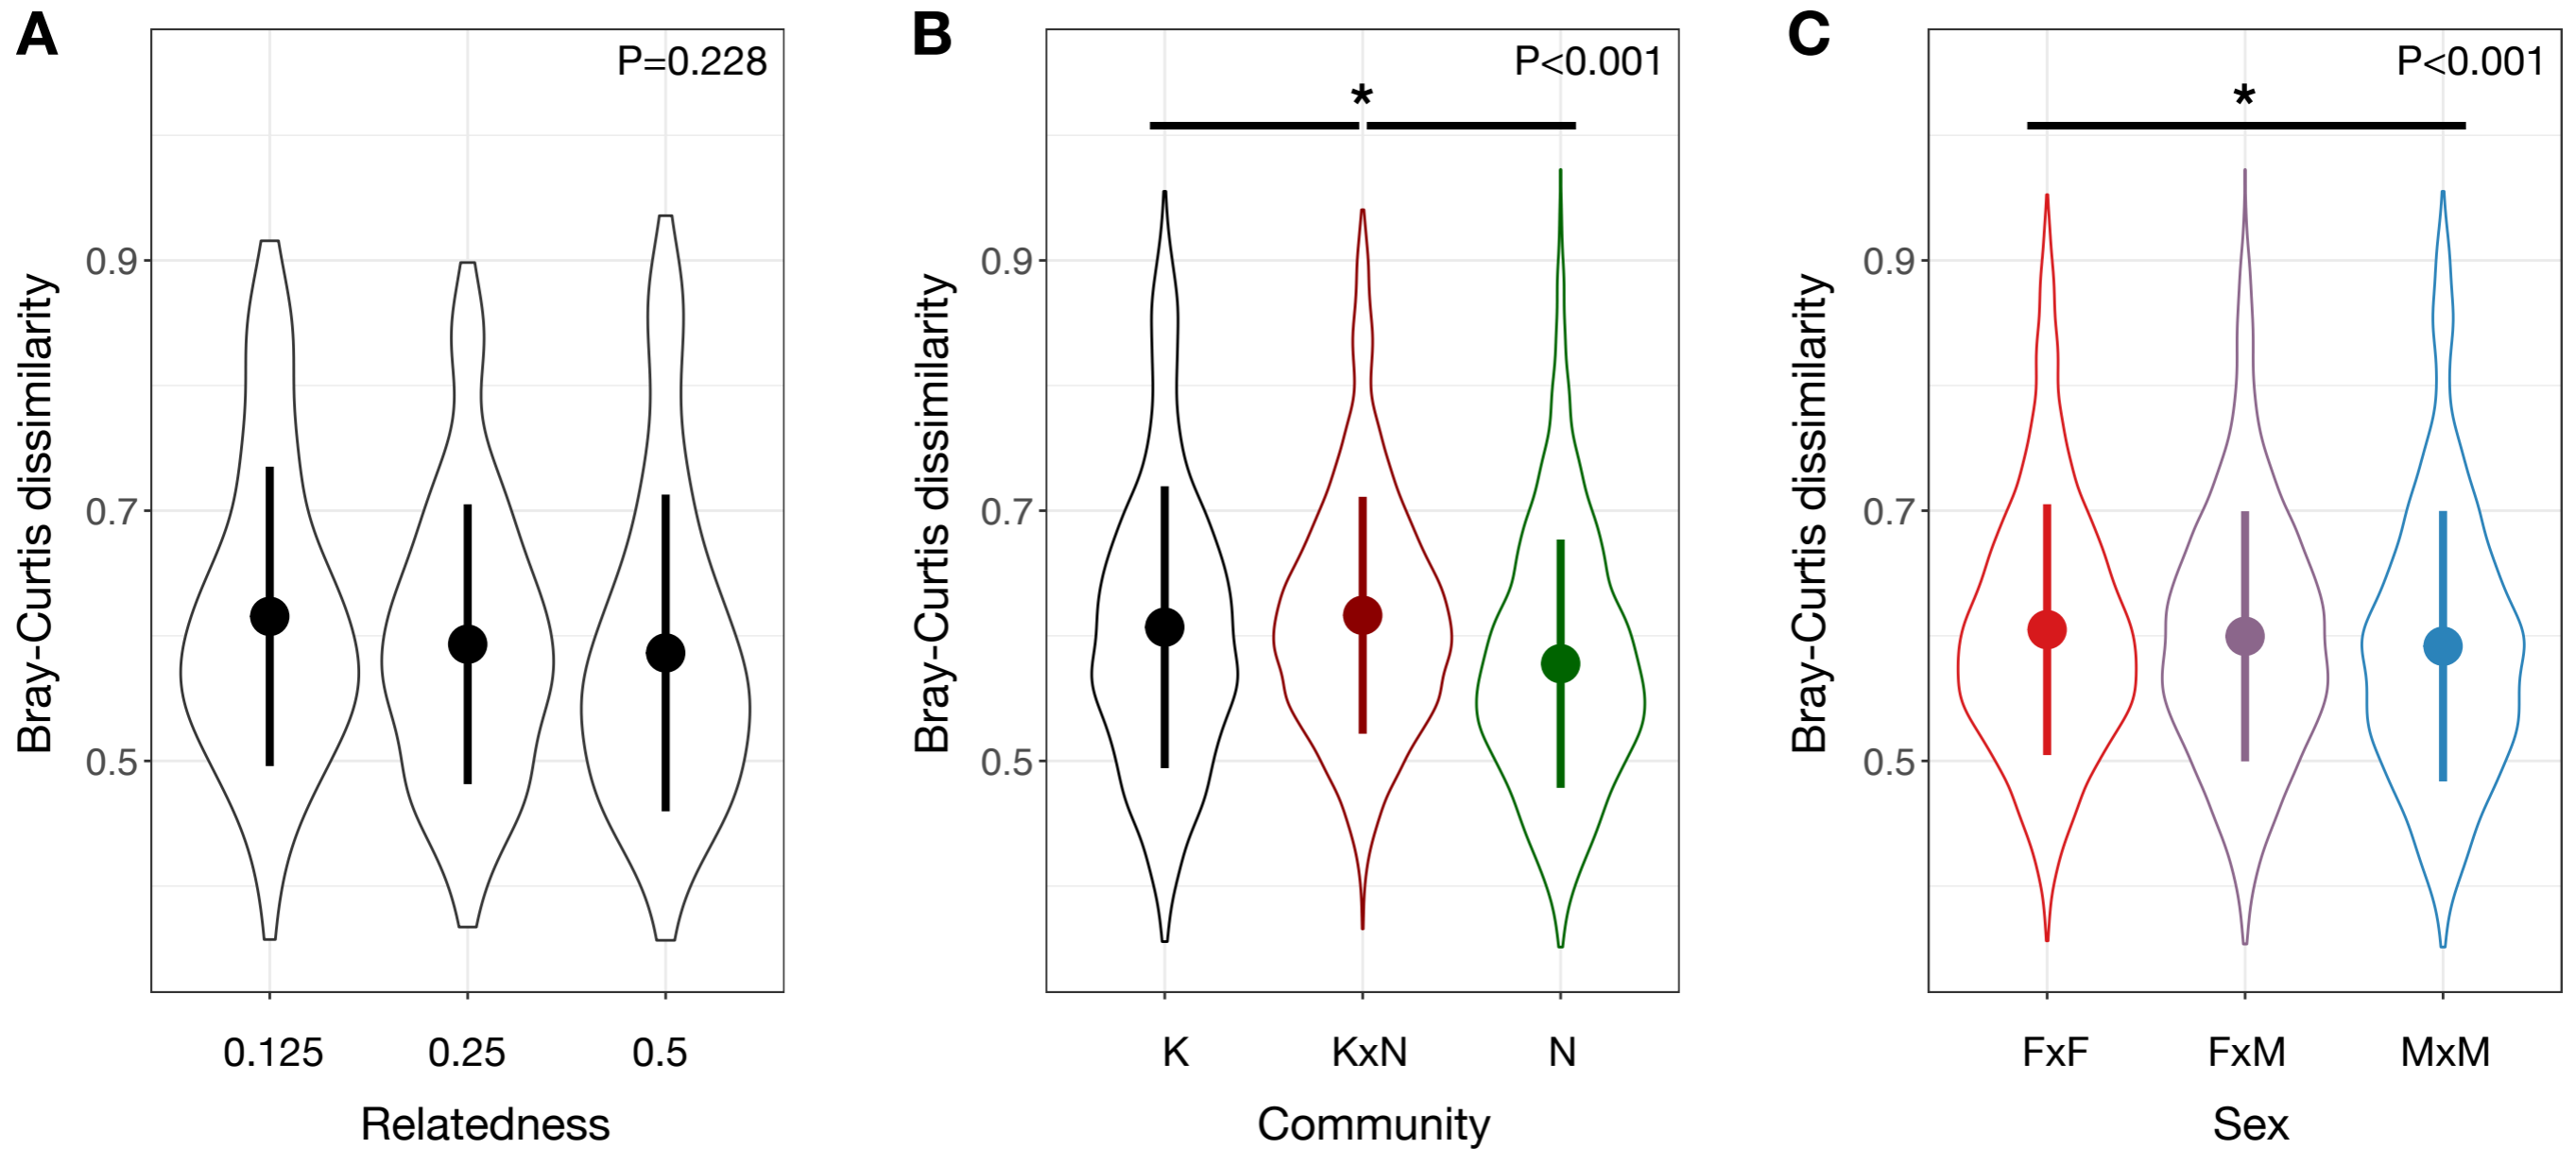 A
P=0.228
Bray-Curtis dissimilarity
0.9
0.7
0.5
0.125 0.25 0.5
Relatedness
B
P<0.001
*
Bray-Curtis dissimilarity
0.9
0.7
0.5
K KxN N
Community
C
P<0.001
*
Bray-Curtis dissimilarity
0.9
0.7
0.5
FxF FxM MxM
Sex